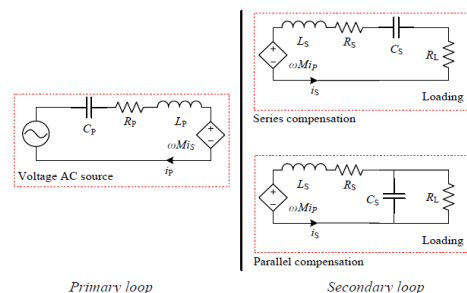 C_P
R_P
L_P
ωMi_S
i_P
Voltage AC source
L_S
R_S
C_S
R_L
ωMi_P
i_S
Loading
Series compensation
L_S
R_S
C_S
R_L
ωMi_P
i_S
Loading
Parallel compensation
Primary loop
Secondary loop